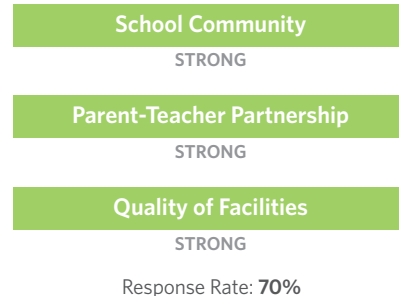 School Community
STRONG
Parent-Teacher Partnership
STRONG
Quality of Facilities
STRONG
Response Rate: 70%